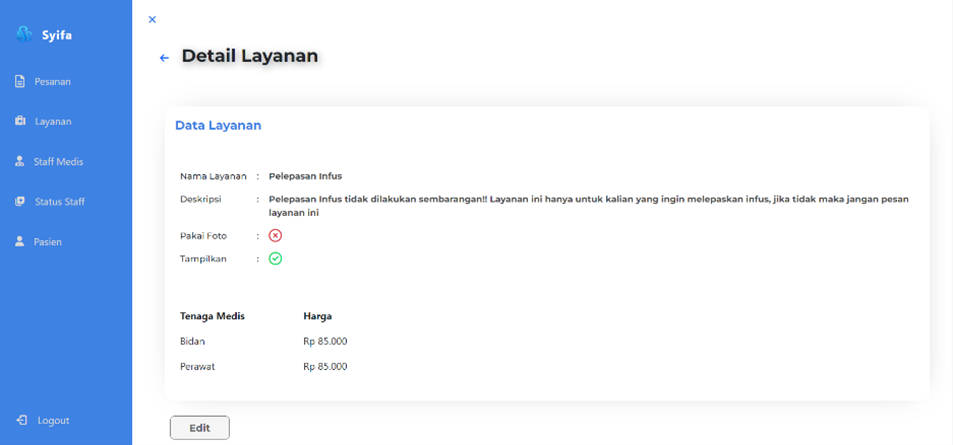 Syifa
Pesanan
Layanan
Staff Medis
Status Staff
Pasien
Logout
Detail Layanan
Data Layanan
Nama Layanan : Pelepasan Infus
Deskripsi : Pelepasan Infus tidak dilakukan sembarangan!! Layanan ini hanya untuk kalian yang ingin melepaskan infus, jika tidak maka jangan pesan
layanan ini
Pakai Foto :
Tampilkan :
Tenaga Medis Harga
Bidan Rp 85.000
Perawat Rp 85.000
Edit